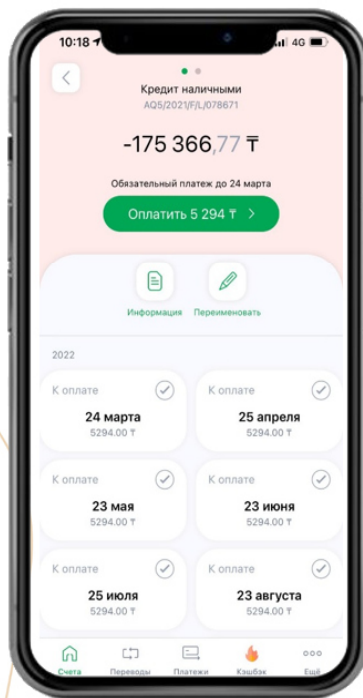 10:18
4G
Кредит наличными
AQ5/2021/F/L/078671
-175 366,77 ₸
Обязательный платеж до 24 марта
Оплатить 5 294 ₸ >
Информация Переименовать
2022
К оплате К оплате
24 марта 25 апреля
5294.00 ₸ 5294.00 ₸
К оплате К оплате
23 мая 23 июня
5294.00 ₸ 5294.00 ₸
К оплате К оплате
25 июля 23 августа
5294.00 ₸ 5294.00 ₸
Счета Переводы Платежи Кэшбэк Ещё